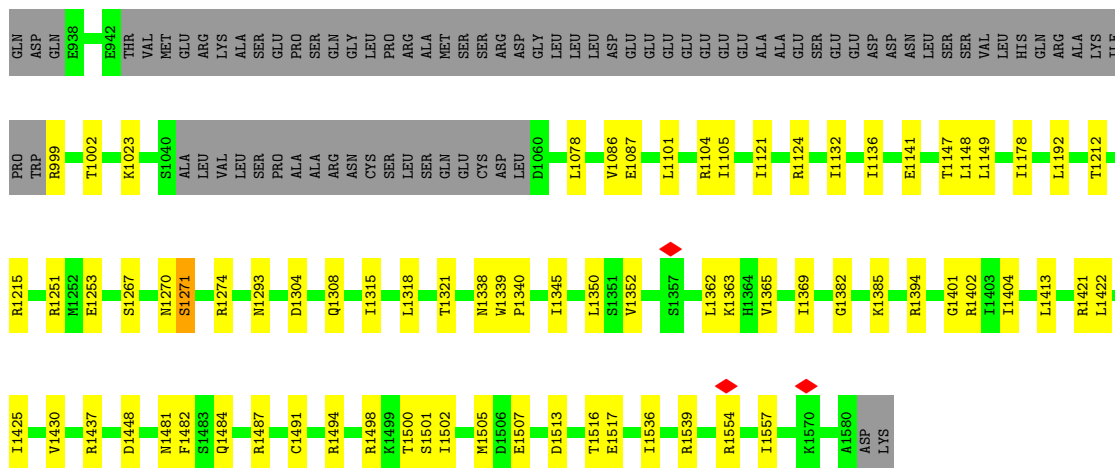 GLN ASP GLN E938 E942 THR VAL MET GLU ARG LYS ALA SER GLU PRO SER GLN GLY LEU PRO ARG ALA MET SER SER ARG ASP GLY LEU LEU LEU ASP GLU GLU GLU GLU GLU GLU ALA ALA GLU SER GLU GLU ASP ASP ASN LEU SER SER VAL LEU HIS GLN ARG ALA LYS ILE
PRO TRP R999 T1002 K1023 S1040 ALA LEU VAL LEU SER PRO ALA ALA ARG ASN CYS SER LEU SER GLN GLU CYS ASP LEU D1060 L1078 V1086 E1087 L1101 R1104 I1105 I1121 R1124 I1132 I1136 E1141 T1147 L1148 L1149 I1178 L1192 T1212
R1215 R1251 M1252 E1253 S1267 N1270 S1271 R1274 N1293 D1304 Q1308 I1315 L1318 T1321 N1338 W1339 P1340 I1345 L1350 S1351 V1352 S1357 L1362 K1363 H1364 V1365 I1369 G1382 K1385 R1394 G1401 R1402 I1403 I1404 L1413 R1421 L1422
I1425 V1430 R1437 D1448 N1481 F1482 S1483 Q1484 R1487 C1491 R1494 R1498 K1499 T1500 S1501 I1502 M1505 D1506 E1507 D1513 T1516 E1517 I1536 R1539 R1554 I1557 K1570 A1580 ASP LYS